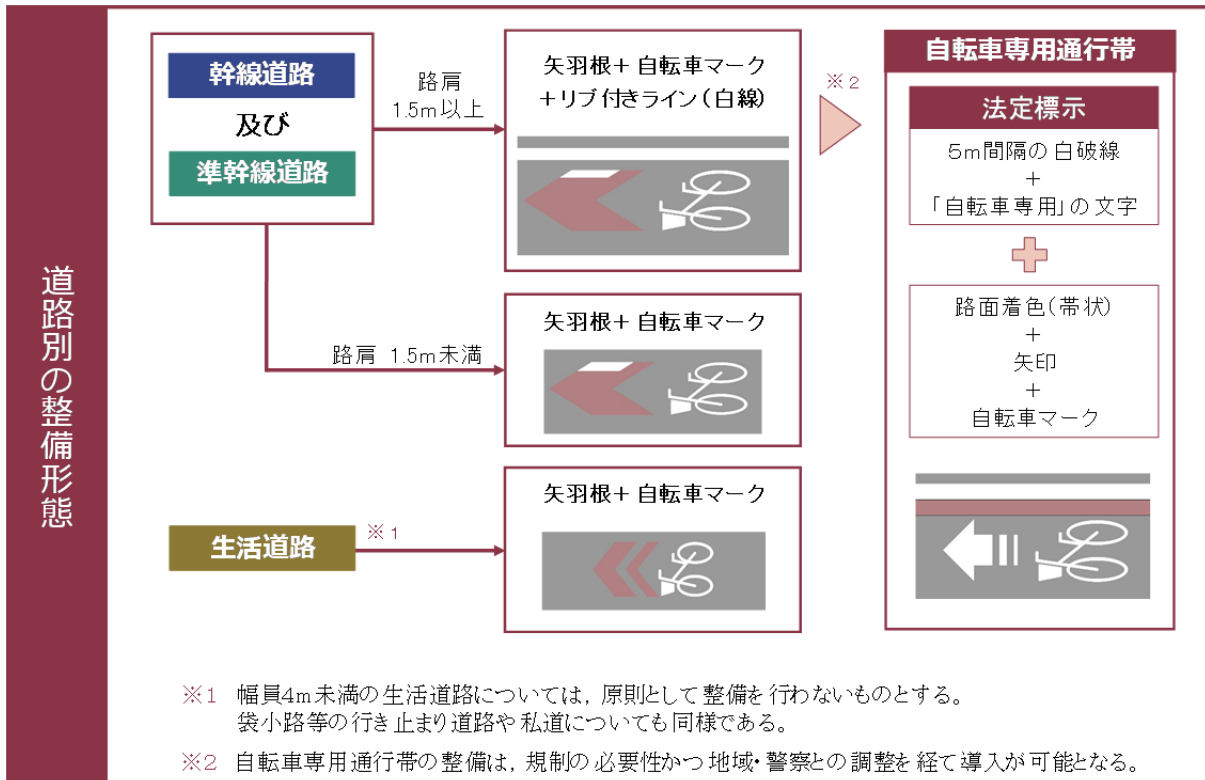 道路別の整備形態
幹線道路
及び
準幹線道路
路肩
1.5m以上
矢羽根+自転車マーク
+リブ付きライン(白線)
※2
路肩 1.5m未満
矢羽根+自転車マーク
生活道路
※1
矢羽根+自転車マーク
自転車専用通行帯
法定標示
5m間隔の白破線
+
「自転車専用」の文字
路面着色(帯状)
+
矢印
+
自転車マーク
※1 幅員4m未満の生活道路については,原則として整備を行わないものとする。
袋小路等の行き止まり道路や私道についても同様である。
※2 自転車専用通行帯の整備は,規制の必要性かつ地域・警察との調整を経て導入が可能となる。